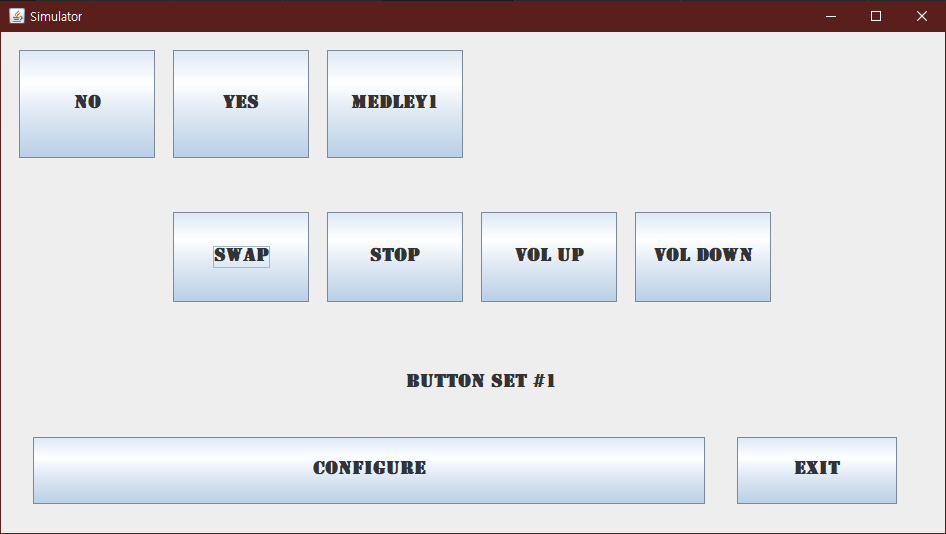 Simulator
NO YES MEDLEY1
SWAP STOP VOL UP VOL DOWN
BUTTON SET #1
CONFIGURE EXIT